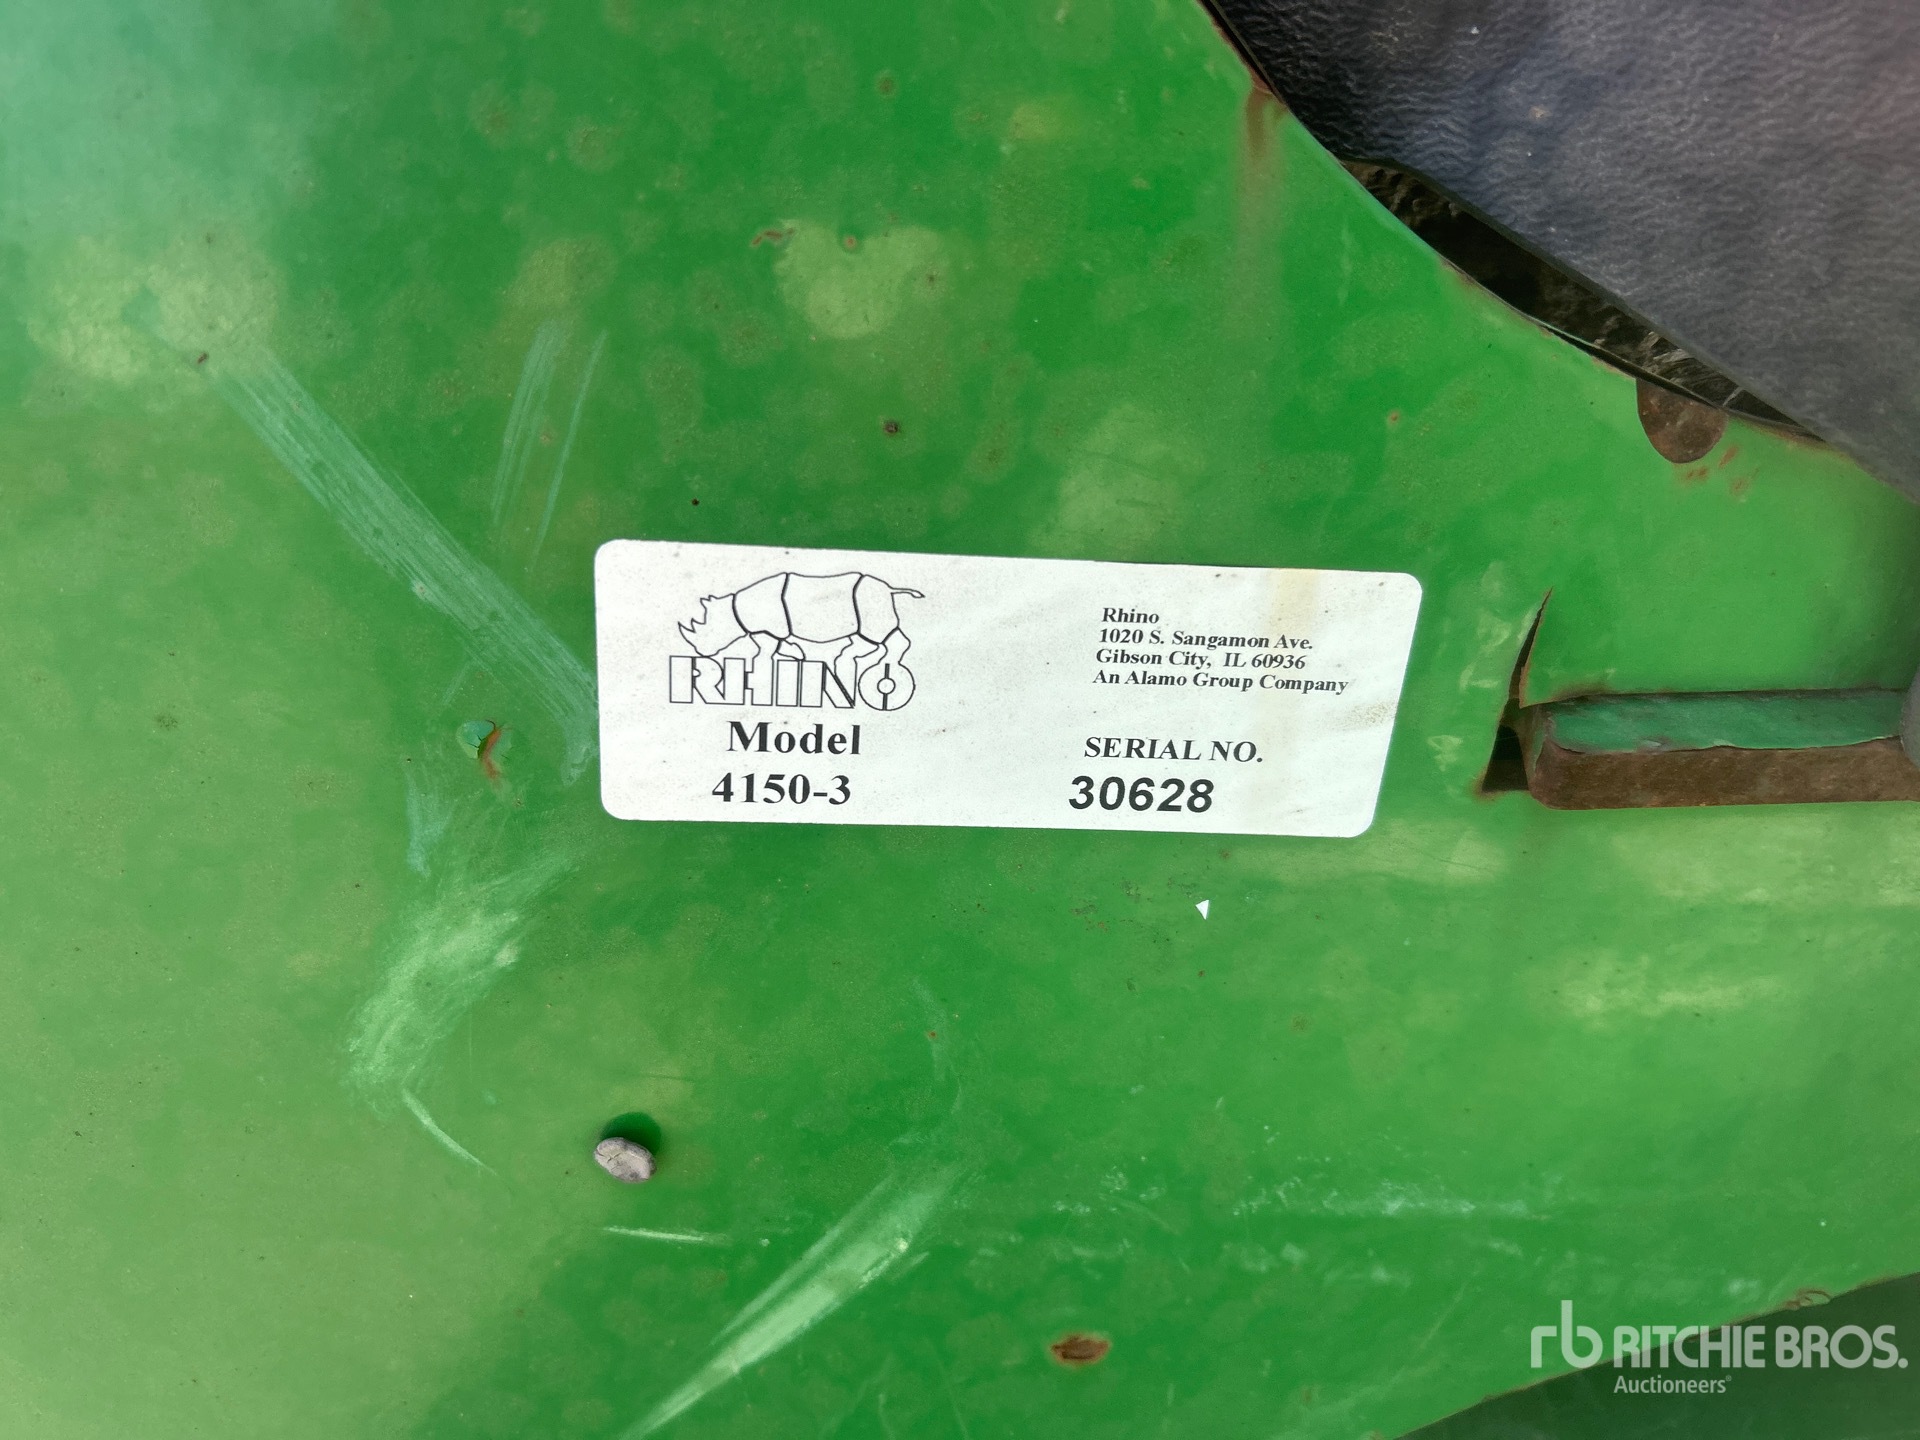 RHINO
Model
4150-3
Rhino
1020 S. Sangamon Ave.
Gibson City, IL 60936
An Alamo Group Company
SERIAL NO.
30628
rb RITCHIE BROS.
Auctioneers®